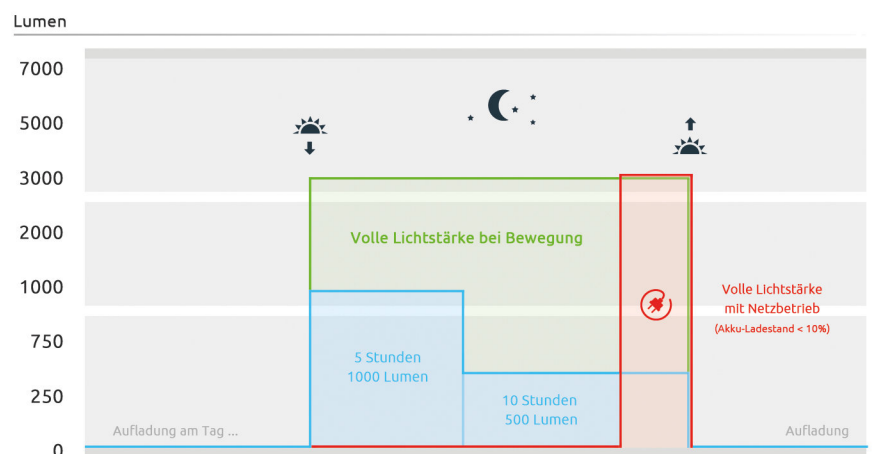 Lumen
7000
5000
3000
2000
1000
750
250
0
Volle Lichtstärke bei Bewegung
5 Stunden
1000 Lumen
10 Stunden
500 Lumen
Volle Lichtstärke
mit Netzbetrieb
(Akku-Ladestand < 10%)
Aufladung am Tag ...
Aufladung